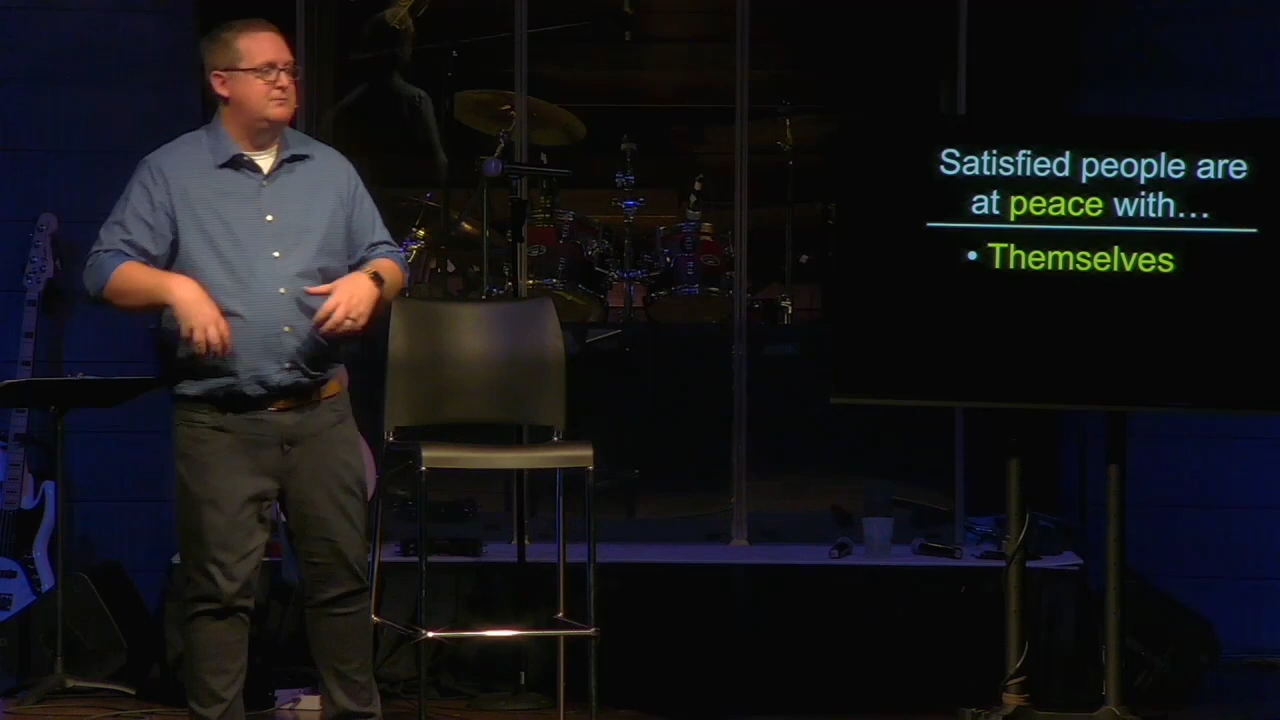 Satisfied people are
at peace with…
• Themselves